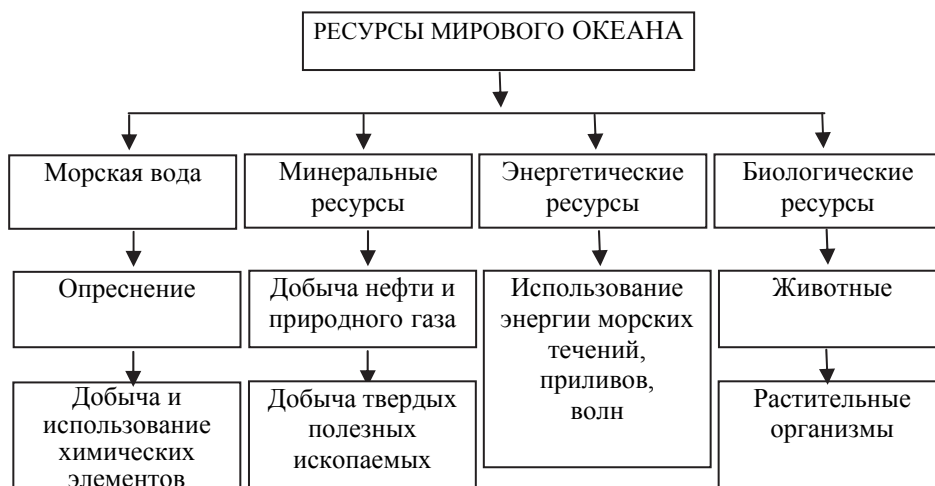 РЕСУРСЫ МИРОВОГО ОКЕАНА
Морская вода
Минеральные
ресурсы
Энергетические
ресурсы
Биологические
ресурсы
Опреснение
Добыча нефти и
природного газа
Использование
энергии морских
течений,
приливов,
волн
Животные
Добыча и
использование
химических
элементов
Добыча твердых
полезных
ископаемых
Растительные
организмы